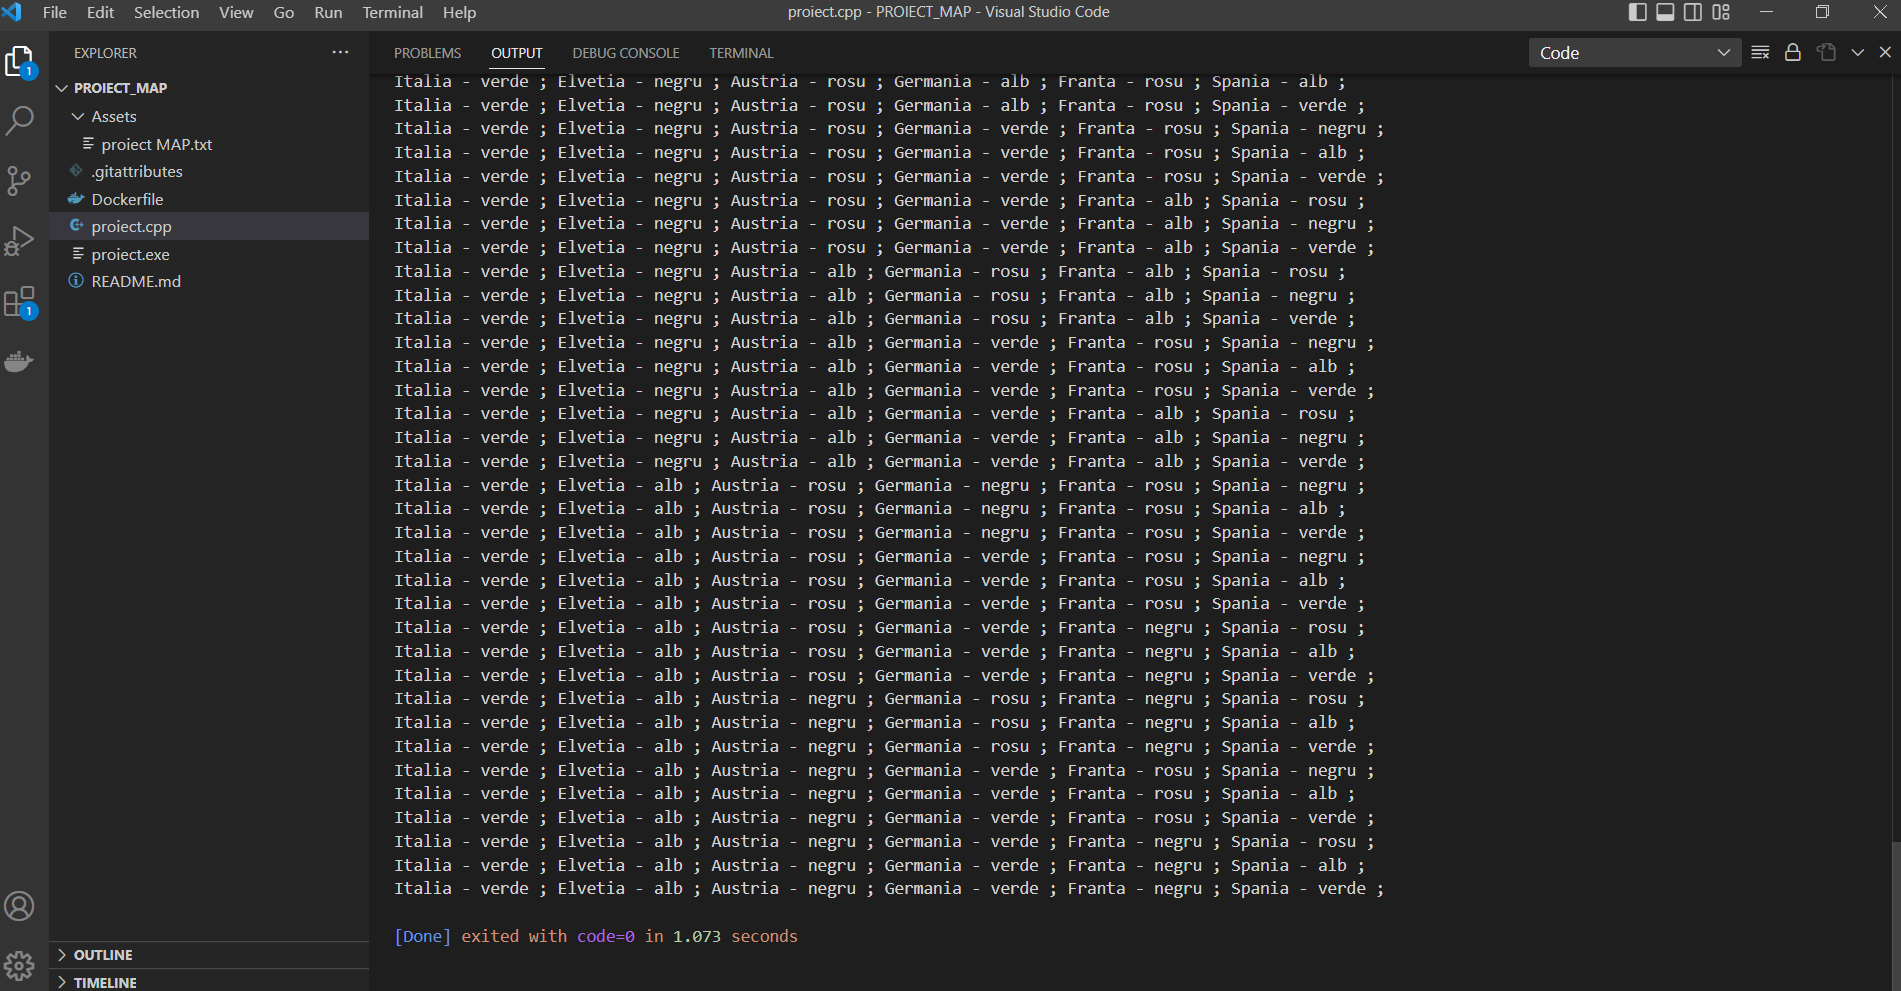 File Edit Selection View Go Run Terminal Help
proiect.cpp - PROIECT_MAP - Visual Studio Code
EXPLORER ···
PROIECT_MAP
Assets
proiect MAP.txt
.gitattributes
Dockerfile
proiect.cpp
proiect.exe
README.md
OUTLINE
TIMELINE
1
1
PROBLEMS OUTPUT DEBUG CONSOLE TERMINAL
Code
Italia - verde ; Elvetia - negru ; Austria - rosu ; Germania - alb ; Franta - rosu ; Spania - alb ;
Italia - verde ; Elvetia - negru ; Austria - rosu ; Germania - alb ; Franta - rosu ; Spania - verde ;
Italia - verde ; Elvetia - negru ; Austria - rosu ; Germania - verde ; Franta - rosu ; Spania - negru ;
Italia - verde ; Elvetia - negru ; Austria - rosu ; Germania - verde ; Franta - rosu ; Spania - alb ;
Italia - verde ; Elvetia - negru ; Austria - rosu ; Germania - verde ; Franta - rosu ; Spania - verde ;
Italia - verde ; Elvetia - negru ; Austria - rosu ; Germania - verde ; Franta - alb ; Spania - rosu ;
Italia - verde ; Elvetia - negru ; Austria - rosu ; Germania - verde ; Franta - alb ; Spania - negru ;
Italia - verde ; Elvetia - negru ; Austria - rosu ; Germania - verde ; Franta - alb ; Spania - verde ;
Italia - verde ; Elvetia - negru ; Austria - alb ; Germania - rosu ; Franta - alb ; Spania - rosu ;
Italia - verde ; Elvetia - negru ; Austria - alb ; Germania - rosu ; Franta - alb ; Spania - negru ;
Italia - verde ; Elvetia - negru ; Austria - alb ; Germania - rosu ; Franta - alb ; Spania - verde ;
Italia - verde ; Elvetia - negru ; Austria - alb ; Germania - verde ; Franta - rosu ; Spania - negru ;
Italia - verde ; Elvetia - negru ; Austria - alb ; Germania - verde ; Franta - rosu ; Spania - alb ;
Italia - verde ; Elvetia - negru ; Austria - alb ; Germania - verde ; Franta - rosu ; Spania - verde ;
Italia - verde ; Elvetia - negru ; Austria - alb ; Germania - verde ; Franta - alb ; Spania - rosu ;
Italia - verde ; Elvetia - negru ; Austria - alb ; Germania - verde ; Franta - alb ; Spania - negru ;
Italia - verde ; Elvetia - negru ; Austria - alb ; Germania - verde ; Franta - alb ; Spania - verde ;
Italia - verde ; Elvetia - alb ; Austria - rosu ; Germania - negru ; Franta - rosu ; Spania - negru ;
Italia - verde ; Elvetia - alb ; Austria - rosu ; Germania - negru ; Franta - rosu ; Spania - alb ;
Italia - verde ; Elvetia - alb ; Austria - rosu ; Germania - negru ; Franta - rosu ; Spania - verde ;
Italia - verde ; Elvetia - alb ; Austria - rosu ; Germania - verde ; Franta - rosu ; Spania - negru ;
Italia - verde ; Elvetia - alb ; Austria - rosu ; Germania - verde ; Franta - rosu ; Spania - alb ;
Italia - verde ; Elvetia - alb ; Austria - rosu ; Germania - verde ; Franta - rosu ; Spania - verde ;
Italia - verde ; Elvetia - alb ; Austria - rosu ; Germania - verde ; Franta - negru ; Spania - rosu ;
Italia - verde ; Elvetia - alb ; Austria - rosu ; Germania - verde ; Franta - negru ; Spania - alb ;
Italia - verde ; Elvetia - alb ; Austria - rosu ; Germania - verde ; Franta - negru ; Spania - verde ;
Italia - verde ; Elvetia - alb ; Austria - negru ; Germania - rosu ; Franta - negru ; Spania - rosu ;
Italia - verde ; Elvetia - alb ; Austria - negru ; Germania - rosu ; Franta - negru ; Spania - alb ;
Italia - verde ; Elvetia - alb ; Austria - negru ; Germania - rosu ; Franta - negru ; Spania - verde ;
Italia - verde ; Elvetia - alb ; Austria - negru ; Germania - verde ; Franta - rosu ; Spania - negru ;
Italia - verde ; Elvetia - alb ; Austria - negru ; Germania - verde ; Franta - rosu ; Spania - alb ;
Italia - verde ; Elvetia - alb ; Austria - negru ; Germania - verde ; Franta - rosu ; Spania - verde ;
Italia - verde ; Elvetia - alb ; Austria - negru ; Germania - verde ; Franta - negru ; Spania - rosu ;
Italia - verde ; Elvetia - alb ; Austria - negru ; Germania - verde ; Franta - negru ; Spania - alb ;
Italia - verde ; Elvetia - alb ; Austria - negru ; Germania - verde ; Franta - negru ; Spania - verde ;
[Done] exited with code=0 in 1.073 seconds